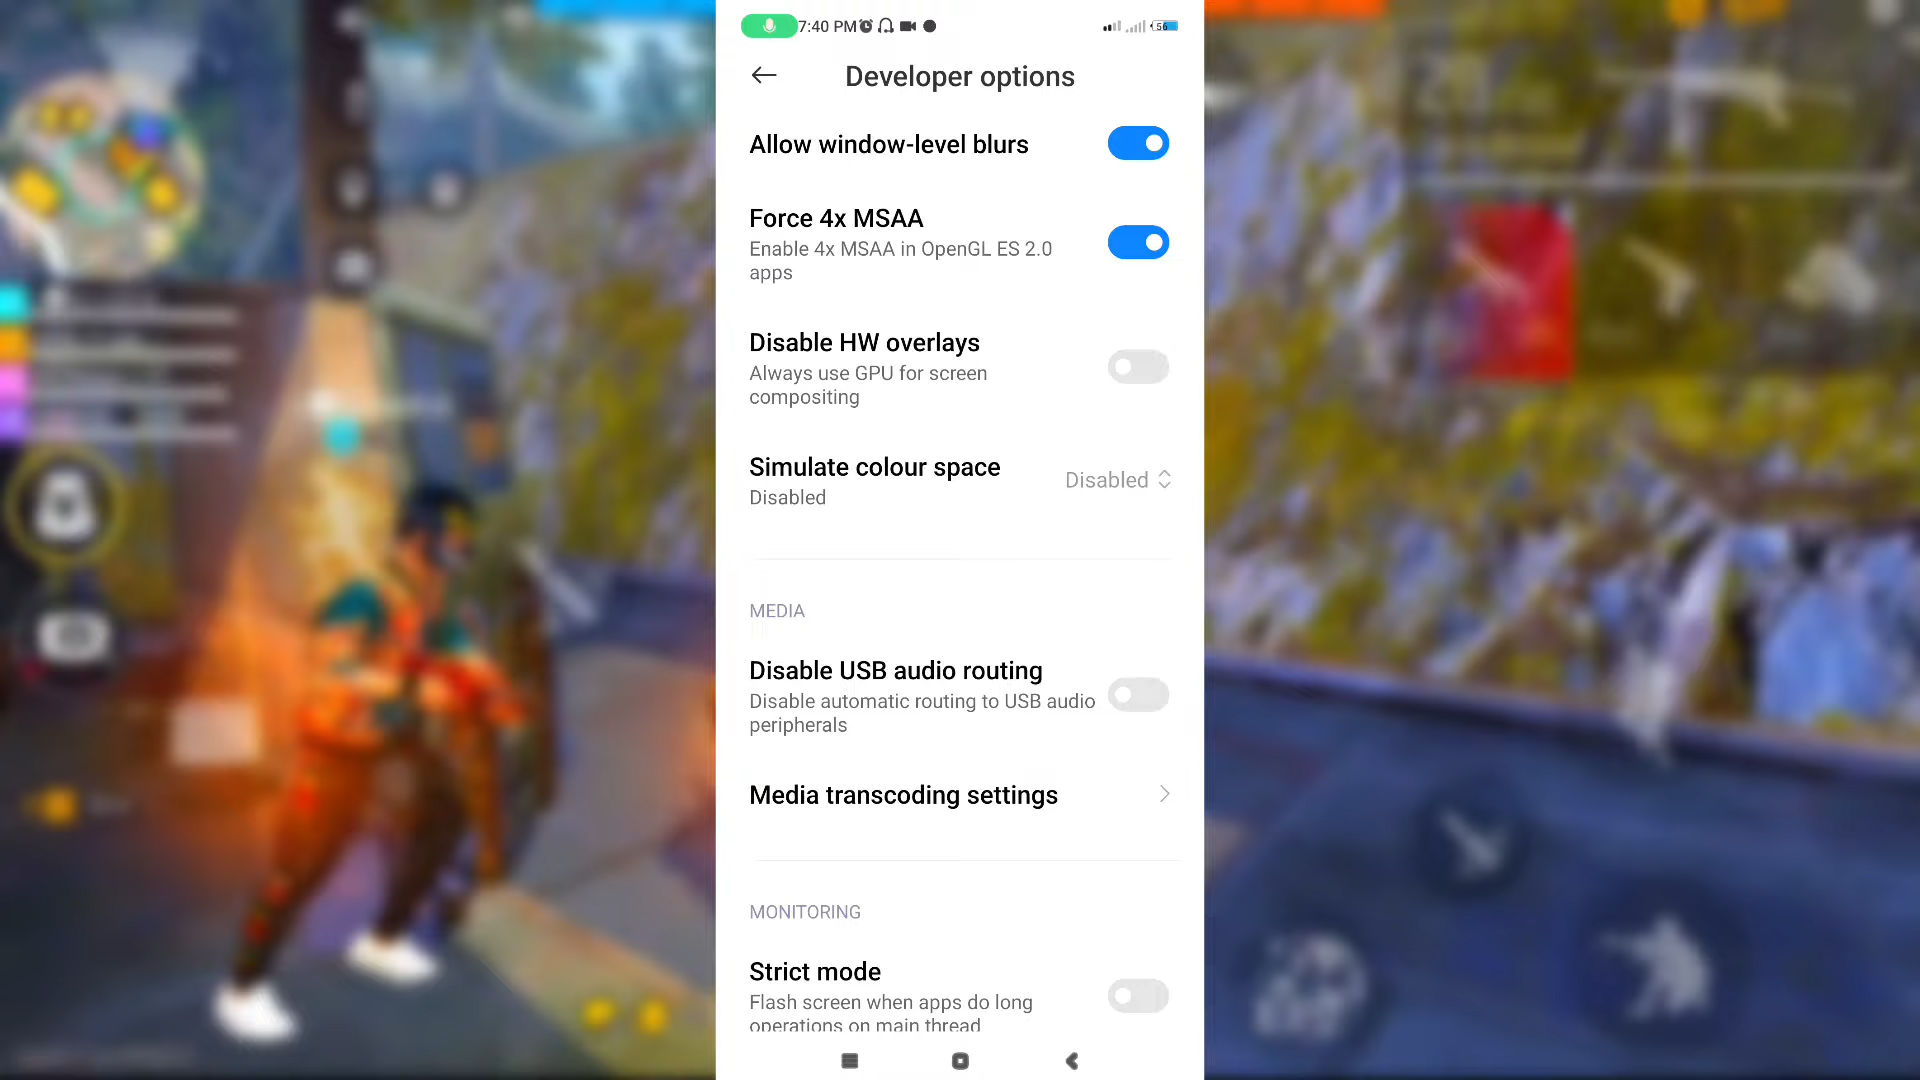 7:40 PM
56
Developer options
Allow window-level blurs
Force 4x MSAA
Enable 4x MSAA in OpenGL ES 2.0
apps
Disable HW overlays
Always use GPU for screen
compositing
Simulate colour space
Disabled
Disabled
MEDIA
Disable USB audio routing
Disable automatic routing to USB audio
peripherals
Media transcoding settings
MONITORING
Strict mode
Flash screen when apps do long
operations on main thread